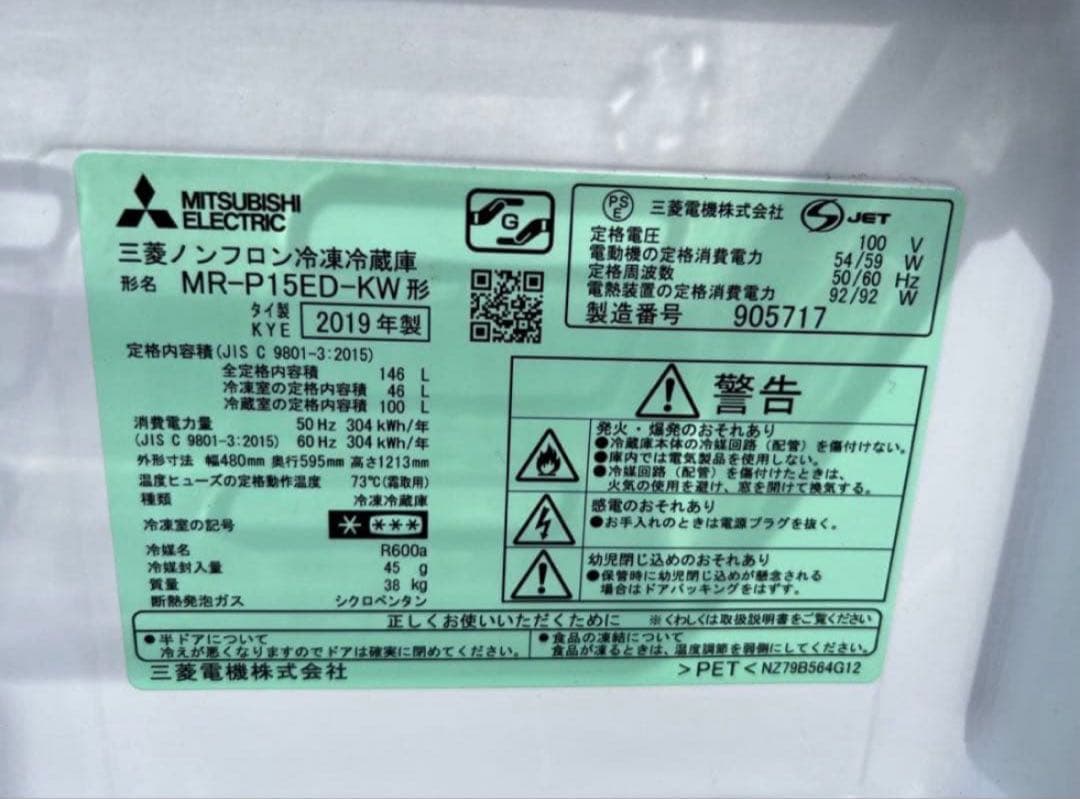 MITSUBISHI
ELECTRIC
三菱ノンフロン冷凍冷蔵庫
形名 MR-P15ED-KW形
タイ製
KYE 2019年製
定格内容積(JIS C 9801-3:2015)
全定格内容積 146 L
冷凍室の定格内容積 46 L
冷蔵室の定格内容積 100 L
消費電力量 50 Hz 304 kWh/年
(JIS C 9801-3:2015) 60 Hz 304 kWh/年
外形寸法 幅480mm 奥行595mm 高さ1213mm
温度ヒューズの定格動作温度 73℃(霜取用)
種類 冷凍冷蔵庫
冷凍室の記号 * ***
冷媒名 R600a
冷媒封入量 45 g
質量 38 kg
断熱発泡ガス シクロペンタン
G
PSE 三菱電機株式会社 JET
定格電圧 100 V
電動機の定格消費電力 54/59 W
定格周波数 50/60 Hz
電熱装置の定格消費電力 92/92 W
製造番号 905717
警告
発火・爆発のおそれあり
●冷蔵庫本体の冷媒回路(配管)を傷付けない。
●庫内では電気製品を使用しない。
●冷媒回路(配管)を傷付けたときは、
火気の使用を避け、窓を開けて換気する。
感電のおそれあり
●お手入れのときは電源プラグを抜く。
幼児閉じ込めのおそれあり
●保管時に幼児閉じ込めが懸念される
場合はドアパッキングをはずす。
正しくお使いいただくために ※くわしくは取扱説明書をご覧ください
●半ドアについて
冷えが悪くなりますのでドアは確実に閉めてください。
●食品の凍結について
食品が凍るときは、温度調節を弱側にしてください。
三菱電機株式会社 >PET< NZ79B564G12